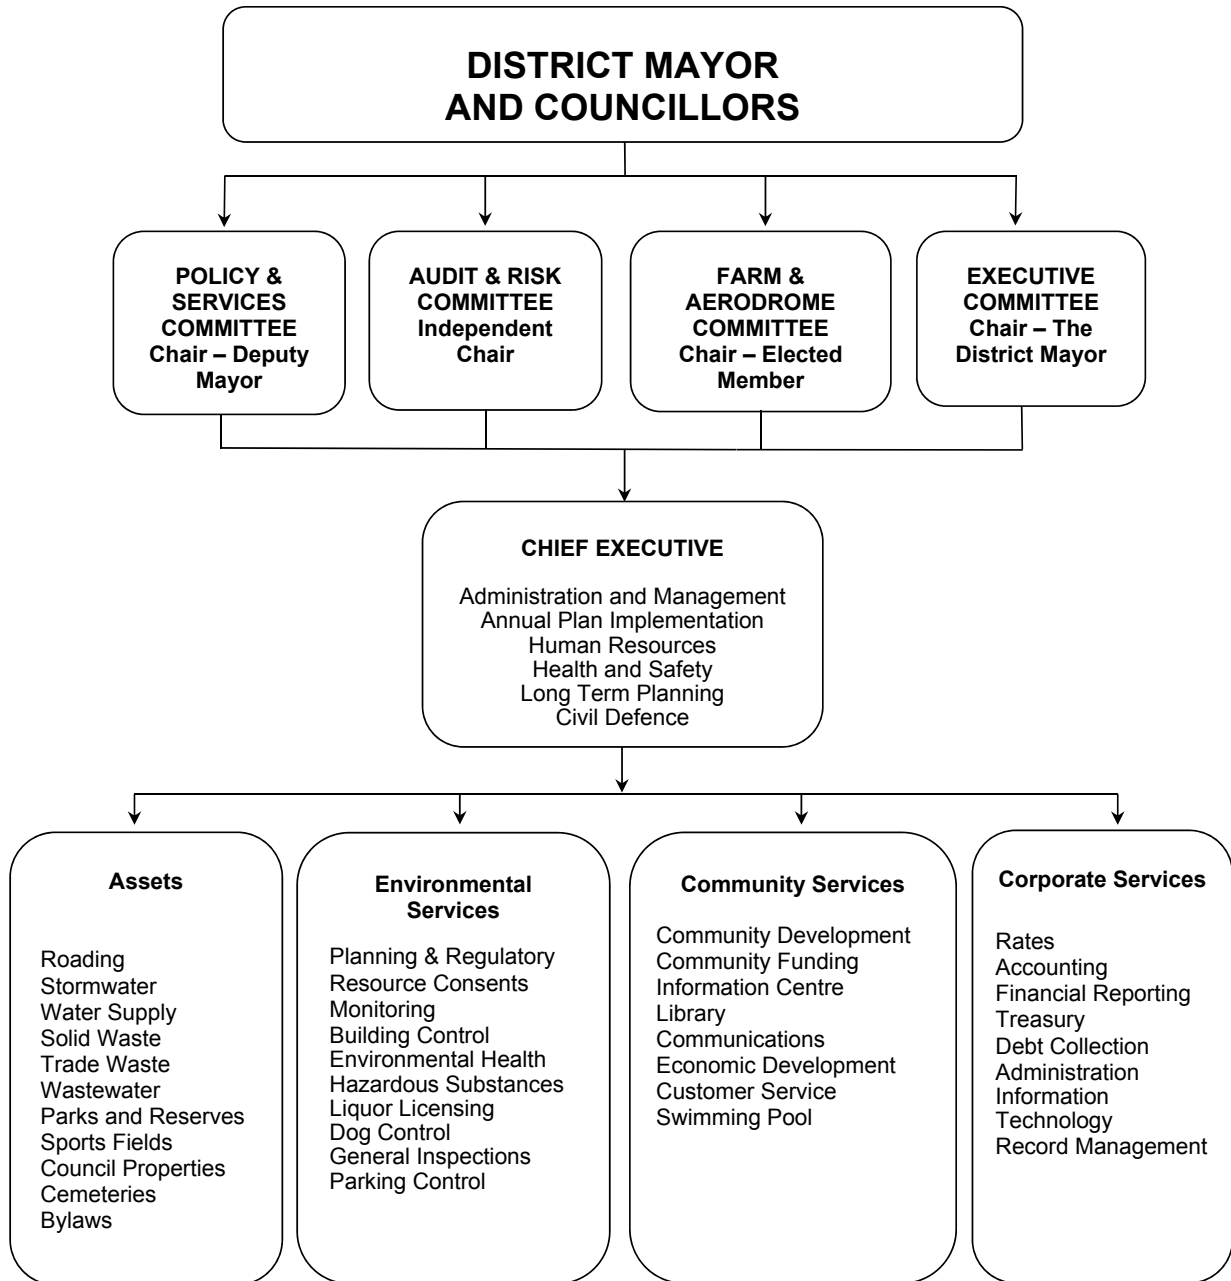 DISTRICT MAYOR
AND COUNCILLORS
POLICY &
SERVICES
COMMITTEE
Chair – Deputy
Mayor
AUDIT & RISK
COMMITTEE
Independent
Chair
FARM &
AERODROME
COMMITTEE
Chair – Elected
Member
EXECUTIVE
COMMITTEE
Chair – The
District Mayor
CHIEF EXECUTIVE
Administration and Management
Annual Plan Implementation
Human Resources
Health and Safety
Long Term Planning
Civil Defence
Assets
Roading
Stormwater
Water Supply
Solid Waste
Trade Waste
Wastewater
Parks and Reserves
Sports Fields
Council Properties
Cemeteries
Bylaws
Environmental
Services
Planning & Regulatory
Resource Consents
Monitoring
Building Control
Environmental Health
Hazardous Substances
Liquor Licensing
Dog Control
General Inspections
Parking Control
Community Services
Community Development
Community Funding
Information Centre
Library
Communications
Economic Development
Customer Service
Swimming Pool
Corporate Services
Rates
Accounting
Financial Reporting
Treasury
Debt Collection
Administration
Information
Technology
Record Management